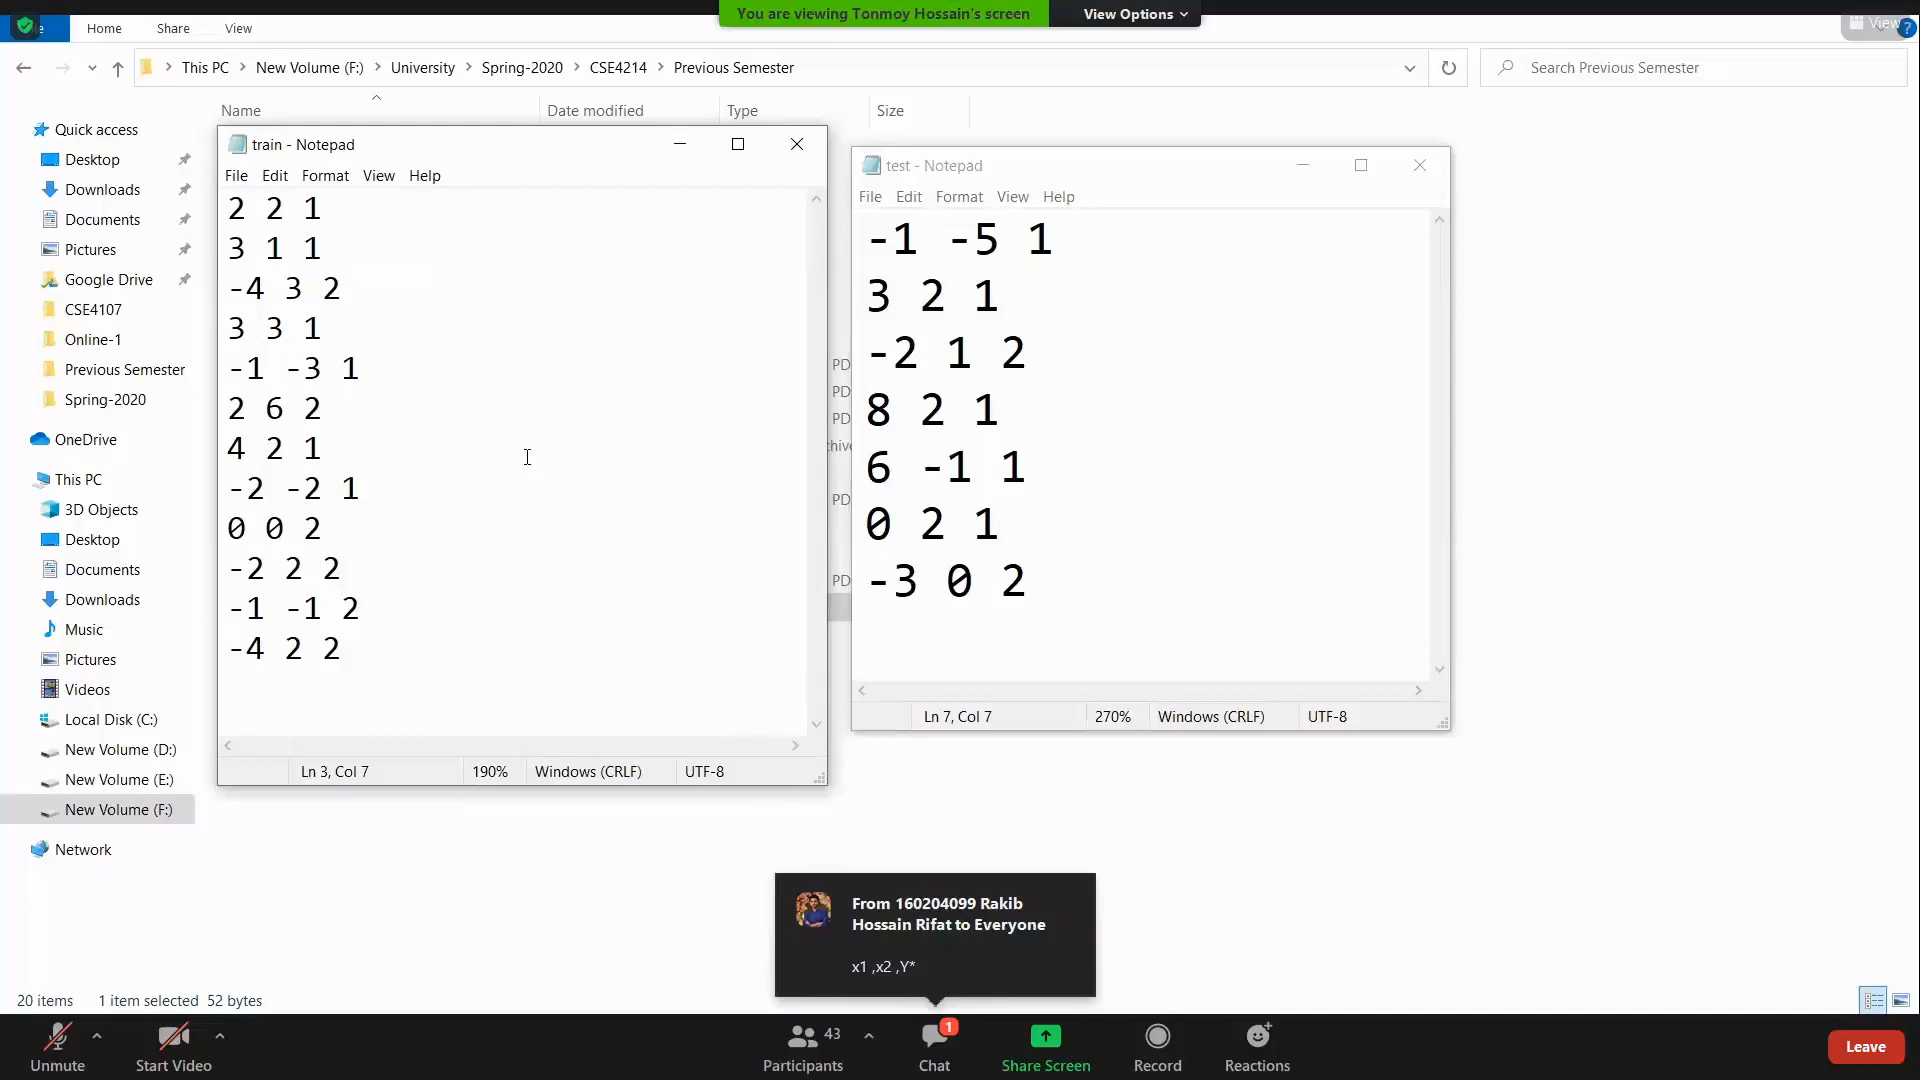 You are viewing Tonmoy Hossain's screen
View Options
View
Home Share View
This PC New Volume (F:) University Spring-2020 CSE4214 Previous Semester
Search Previous Semester
Name Date modified Type Size
Quick access
Desktop
Downloads
Documents
Pictures
Google Drive
CSE4107
Online-1
Previous Semester
Spring-2020
OneDrive
This PC
3D Objects
Desktop
Documents
Downloads
Music
Pictures
Videos
Local Disk (C:)
New Volume (D:)
New Volume (E:)
New Volume (F:)
Network
train - Notepad
File Edit Format View Help
2 2 1
3 1 1
-4 3 2
3 3 1
-1 -3 1
2 6 2
4 2 1
-2 -2 1
0 0 2
-2 2 2
-1 -1 2
-4 2 2
Ln 3, Col 7 190% Windows (CRLF) UTF-8
PD
PD
PD
hive
PD
PD
test - Notepad
File Edit Format View Help
-1 -5 1
3 2 1
-2 1 2
8 2 1
6 -1 1
0 2 1
-3 0 2
Ln 7, Col 7 270% Windows (CRLF) UTF-8
From 160204099 Rakib
Hossain Rifat to Everyone
x1 ,x2 ,Y*
20 items 1 item selected 52 bytes
Unmute
Start Video
43
Participants
1
Chat
Share Screen
Record
Reactions
Leave